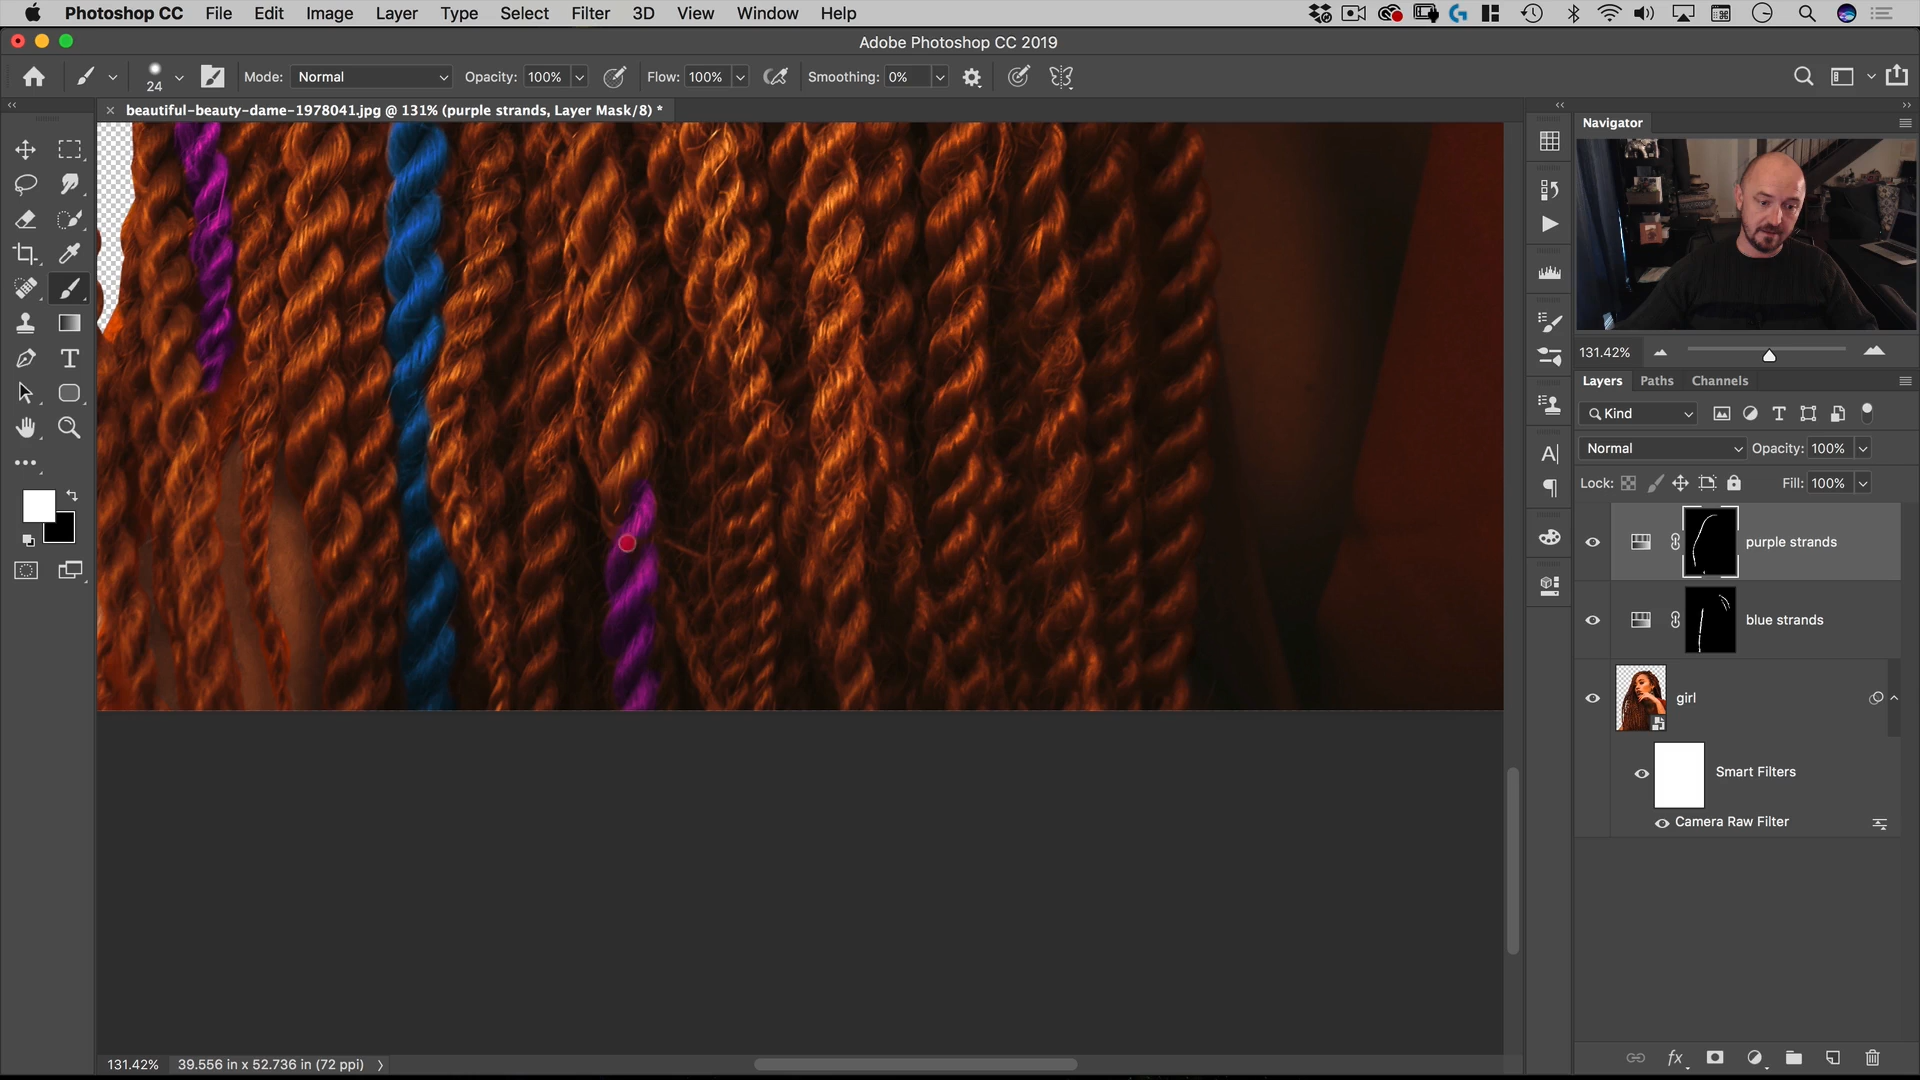 Photoshop CC File Edit Image Layer Type Select Filter 3D View Window Help
Adobe Photoshop CC 2019
24 Mode: Normal Opacity: 100% Flow: 100% Smoothing: 0%
beautiful-beauty-dame-1978041.jpg @ 131% (purple strands, Layer Mask/8) *
Navigator
131.42%
Layers Paths Channels
Kind
Normal Opacity: 100%
Lock: Fill: 100%
purple strands
blue strands
girl
Smart Filters
Camera Raw Filter
131.42% 39.556 in x 52.736 in (72 ppi)
fx